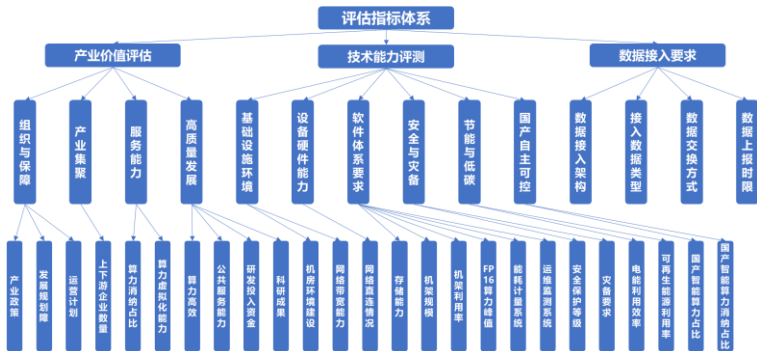 评估指标体系
产业价值评估
技术能力评测
数据接入要求
组织与保障
产业集聚
服务能力
高质量发展
基础设施环境
设备硬件能力
软件体系要求
安全与灾备
节能与低碳
国产自主可控
数据接入架构
接入数据类型
数据交换方式
数据上报时限
产业政策
发展规划障
运营计划
上下游企业数量
算力消纳占比
算力虚拟化能力
算力高效
公共服务能力
研发投入资金
科研成果
机房环境建设
网络带宽能力
网络直连情况
存储能力
机架规模
机架利用率
FP16算力峰值
能耗计量系统
运维监测系统
安全保护等级
灾备要求
电能利用效率
可再生能源利用率
国产智能算力占比
国产智能算力消纳占比